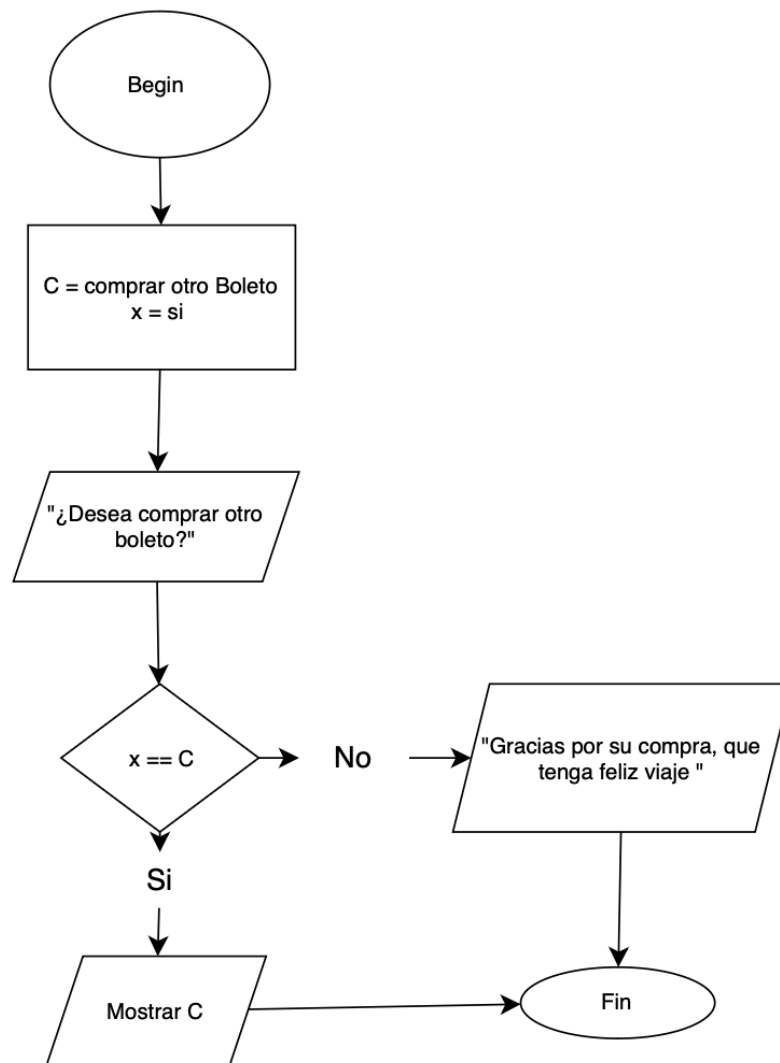 Begin
C = comprar otro Boleto
x = si
"¿Desea comprar otro
boleto?"
x == C
No
"Gracias por su compra, que
tenga feliz viaje "
Si
Mostrar C
Fin